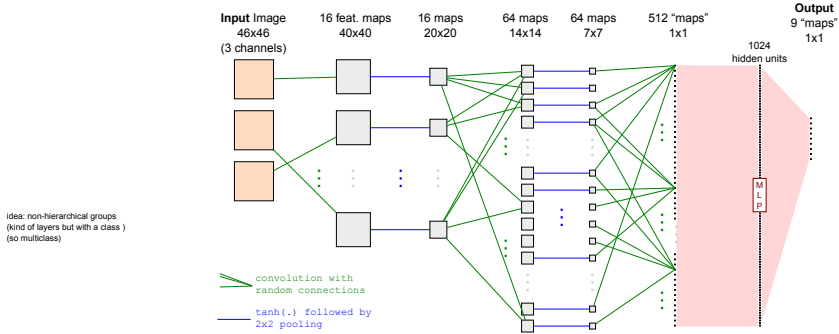 Input Image
46x46
(3 channels)
16 feat. maps
40x40
16 maps
20x20
64 maps
14x14
64 maps
7x7
512 “maps”
1x1
1024
hidden units
Output
9 “maps”
1x1
M
L
P
idea: non-hierarchical groups
(kind of layers but with a class )
(so multiclass)
convolution with
random connections
tanh(.) followed by
2x2 pooling